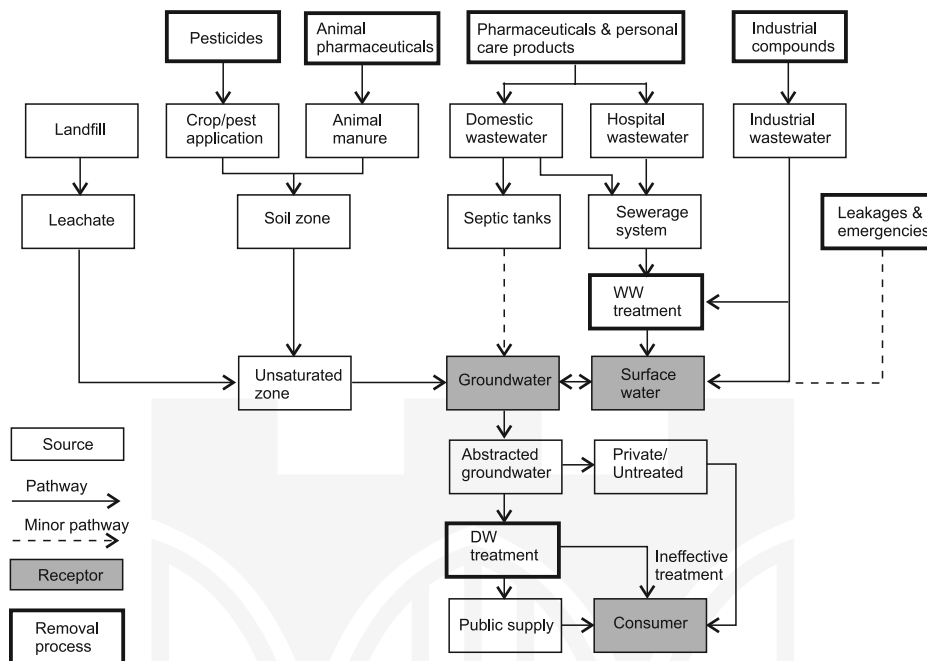 Pesticides
Animal
pharmaceuticals
Pharmaceuticals & personal
care products
Industrial
compounds
Landfill
Crop/pest
application
Animal
manure
Domestic
wastewater
Hospital
wastewater
Industrial
wastewater
Leachate
Soil zone
Septic tanks
Sewerage
system
Leakages &
emergencies
WW
treatment
Unsaturated
zone
Groundwater
Surface
water
Source
Pathway
Minor pathway
Receptor
Removal
process
Abstracted
groundwater
Private/
Untreated
DW
treatment
Ineffective
treatment
Public supply
Consumer